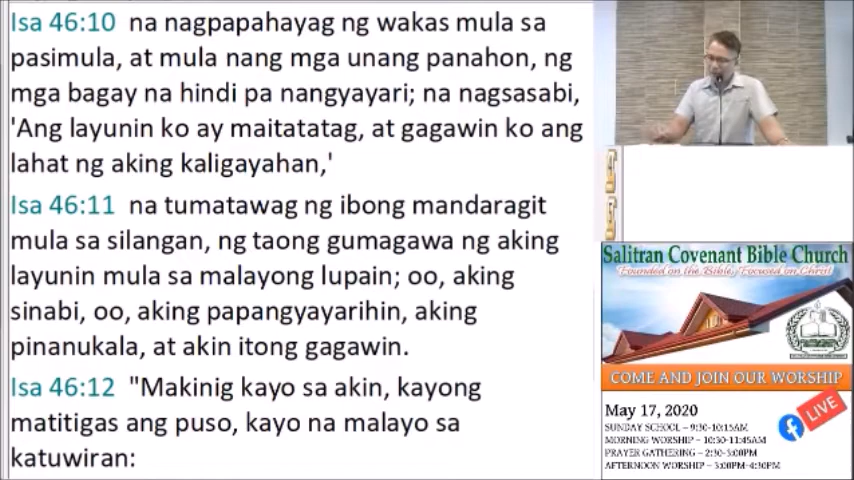 Isa 46:10 na nagpapahayag ng wakas mula sa
pasimula, at mula nang mga unang panahon, ng
mga bagay na hindi pa nangyayari; na nagsasabi,
'Ang layunin ko ay maitatatag, at gagawin ko ang
lahat ng aking kaligayahan,'
Isa 46:11 na tumatawag ng ibong mandaragit
mula sa silangan, ng taong gumagawa ng aking
layunin mula sa malayong lupain; oo, aking
sinabi, oo, aking papangyayarihin, aking
pinanukala, at akin itong gagawin.
Isa 46:12 "Makinig kayo sa akin, kayong
matitigas ang puso, kayo na malayo sa
katuwiran:
Salitran Covenant Bible Church
Founded on the Bible, Focused on Christ
COME AND JOIN OUR WORSHIP
May 17, 2020
LIVE
SUNDAY SCHOOL – 9:30-10:15AM
MORNING WORSHIP – 10:30-11:45AM
PRAYER GATHERING – 2:30-3:00PM
AFTERNOON WORSHIP – 3:00PM-4:30PM